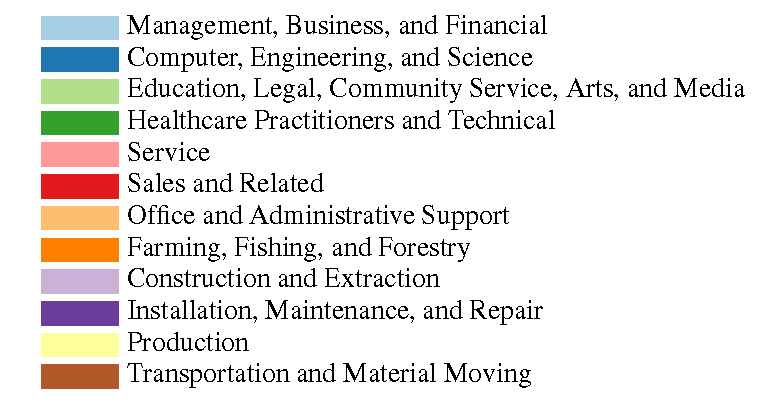 Management, Business, and Financial
Computer, Engineering, and Science
Education, Legal, Community Service, Arts, and Media
Healthcare Practitioners and Technical
Service
Sales and Related
Office and Administrative Support
Farming, Fishing, and Forestry
Construction and Extraction
Installation, Maintenance, and Repair
Production
Transportation and Material Moving